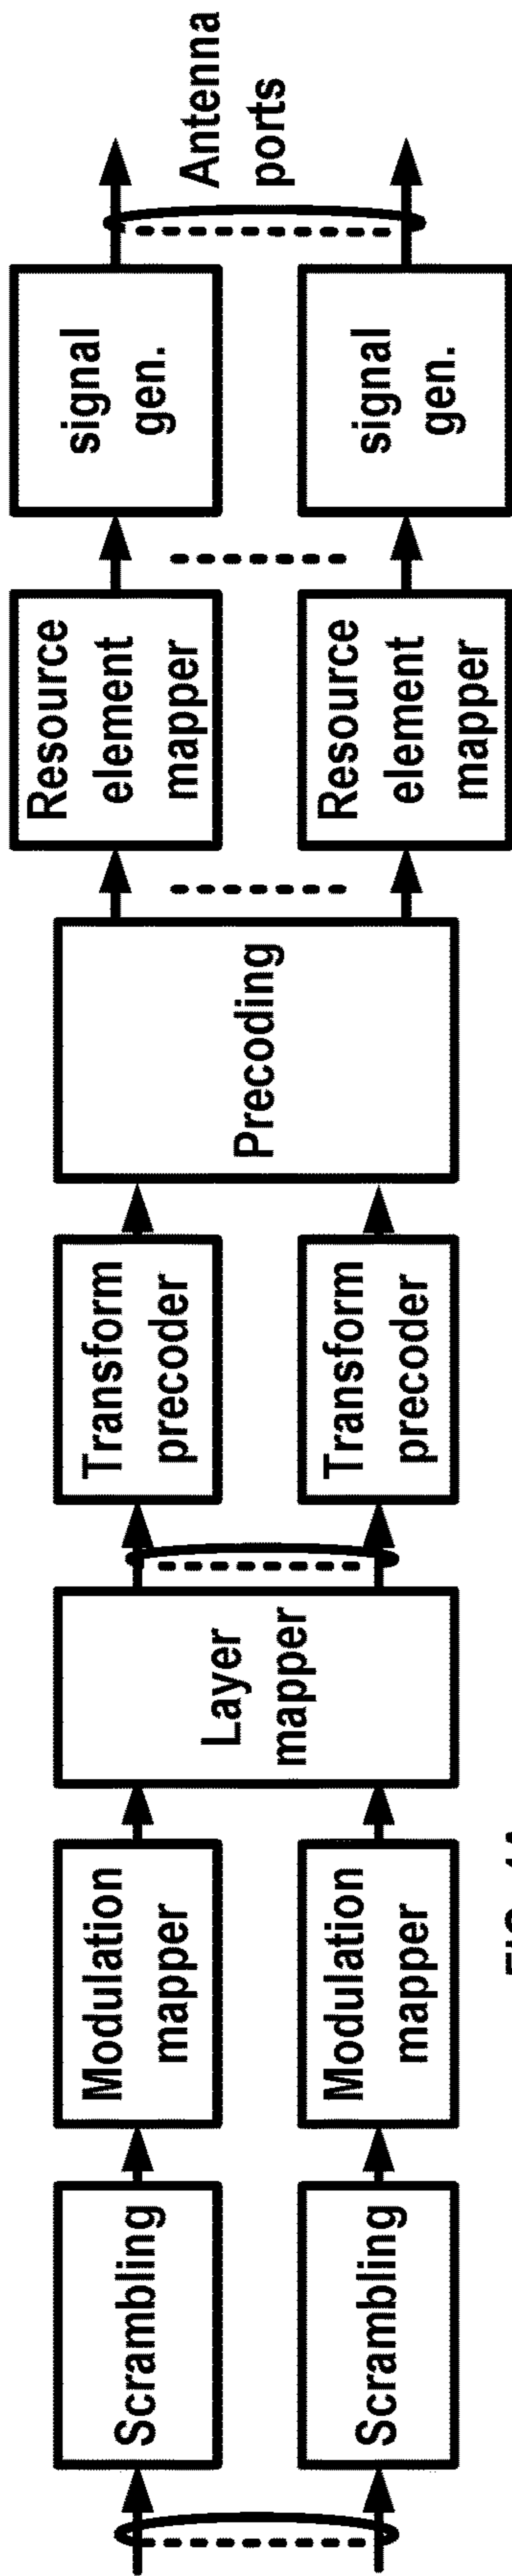 Scrambling
Scrambling
Modulation
mapper
Modulation
mapper
Layer
mapper
Transform
precoder
Transform
precoder
Precoding
Resource
element
mapper
Resource
element
mapper
signal
gen.
signal
gen.
Antenna
ports